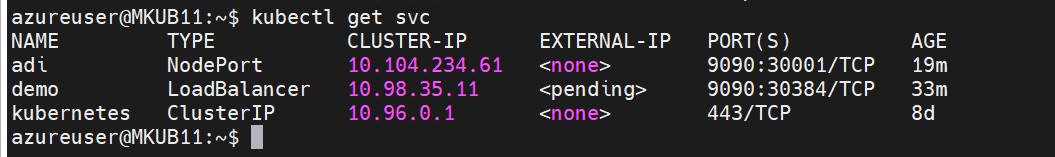 azureuser@MKUB11:~$ kubectl get svc
NAME         TYPE           CLUSTER-IP      EXTERNAL-IP   PORT(S)          AGE
adi          NodePort       10.104.234.61   <none>        9090:30001/TCP   19m
demo         LoadBalancer   10.98.35.11     <pending>     9090:30384/TCP   33m
kubernetes   ClusterIP      10.96.0.1       <none>        443/TCP          8d
azureuser@MKUB11:~$